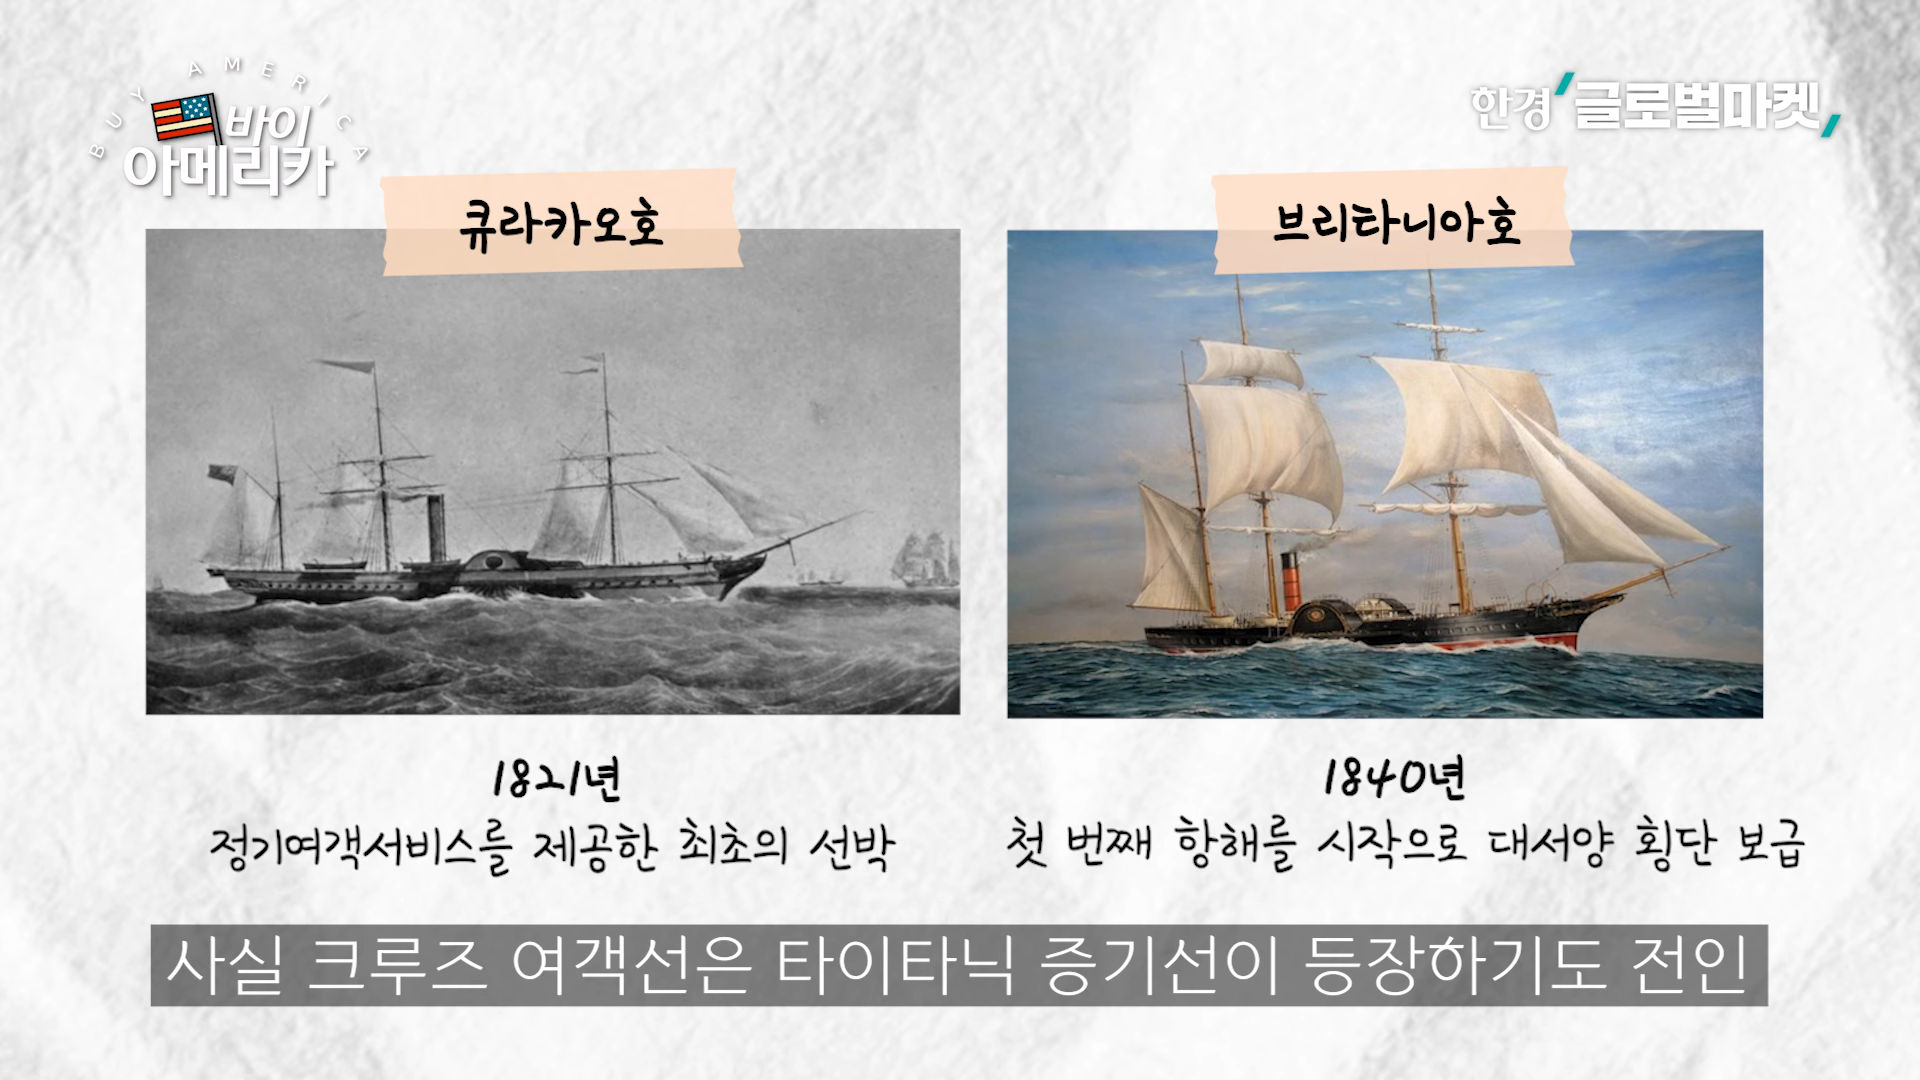 BUY AMERICA
바이
아메리카
한경 글로벌마켓
큐라카오호
브리타니아호
1821년
정기여객서비스를 제공한 최초의 선박
1840년
첫 번째 항해를 시작으로 대서양 횡단 보급
사실 크루즈 여객선은 타이타닉 증기선이 등장하기도 전인